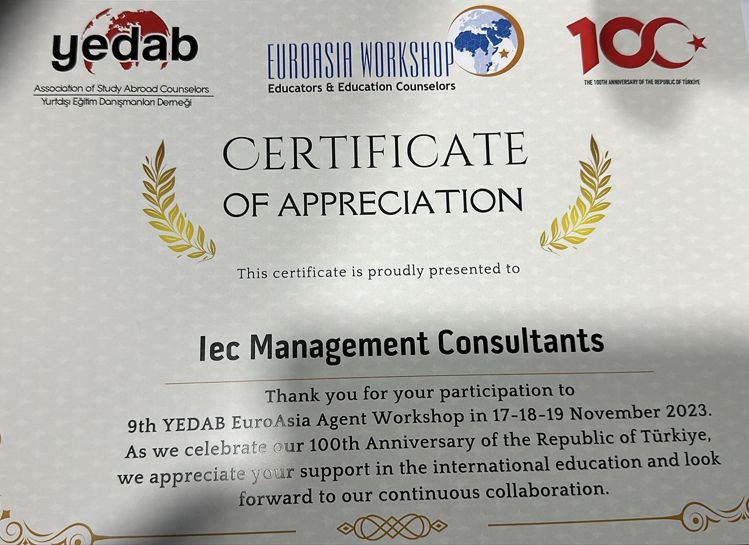 yedab
Association of Study Abroad Counselors
Yurtdışı Eğitim Danışmanları Derneği
EUROASIA WORKSHOP
Educators & Education Counselors
100
THE 100TH ANNIVERSARY OF THE REPUBLIC OF TÜRKİYE
CERTIFICATE
OF APPRECIATION
This certificate is proudly presented to
Iec Management Consultants
Thank you for your participation to
9th YEDAB EuroAsia Agent Workshop in 17-18-19 November 2023.
As we celebrate our 100th Anniversary of the Republic of Türkiye,
we appreciate your support in the international education and look
forward to our continuous collaboration.